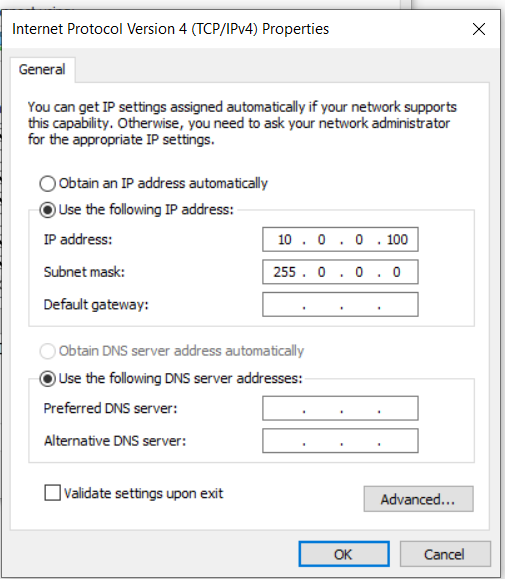 Internet Protocol Version 4 (TCP/IPv4) Properties
General
You can get IP settings assigned automatically if your network supports
this capability. Otherwise, you need to ask your network administrator
for the appropriate IP settings.
Obtain an IP address automatically
Use the following IP address:
IP address: 10 . 0 . 0 . 100
Subnet mask: 255 . 0 . 0 . 0
Default gateway: . . .
Obtain DNS server address automatically
Use the following DNS server addresses:
Preferred DNS server: . . .
Alternative DNS server: . . .
Validate settings upon exit
Advanced...
OK Cancel